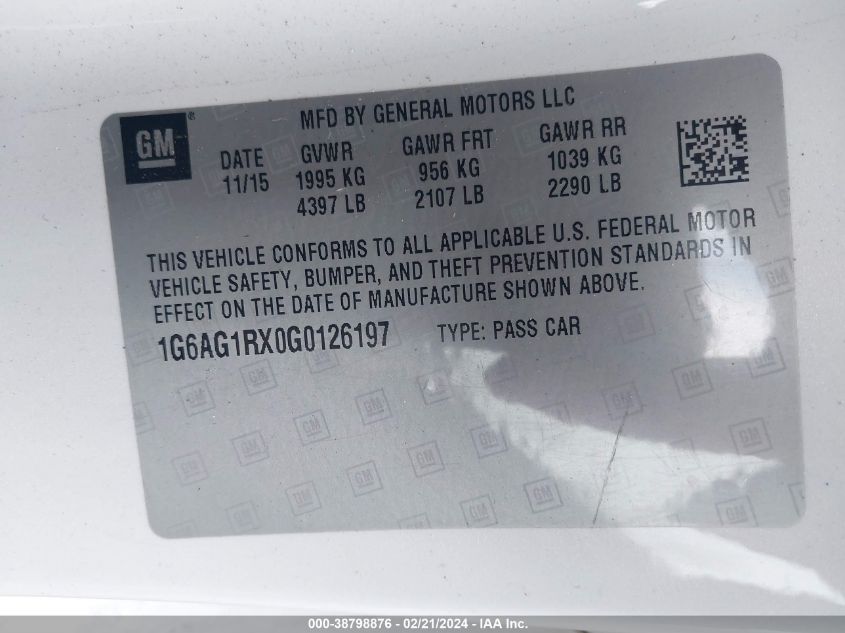 MFD BY GENERAL MOTORS LLC
GM ®
DATE GVWR GAWR FRT GAWR RR
11/15 1995 KG 956 KG 1039 KG
4397 LB 2107 LB 2290 LB
THIS VEHICLE CONFORMS TO ALL APPLICABLE U.S. FEDERAL MOTOR
VEHICLE SAFETY, BUMPER, AND THEFT PREVENTION STANDARDS IN
EFFECT ON THE DATE OF MANUFACTURE SHOWN ABOVE.
1G6AG1RX0G0126197 TYPE: PASS CAR
000-38798876 - 02/21/2024 - IAA Inc.